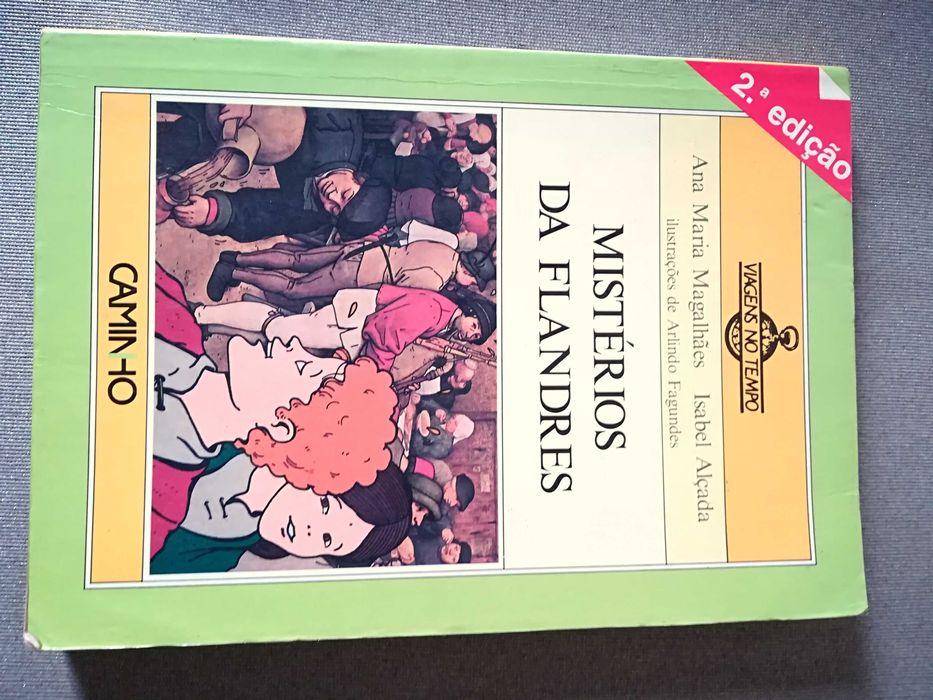 2.ª edição
VIAGENS NO TEMPO
Ana Maria Magalhães Isabel Alçada
ilustrações de Arlindo Fagundes
MISTÉRIOS
DA FLANDRES
CAMINHO